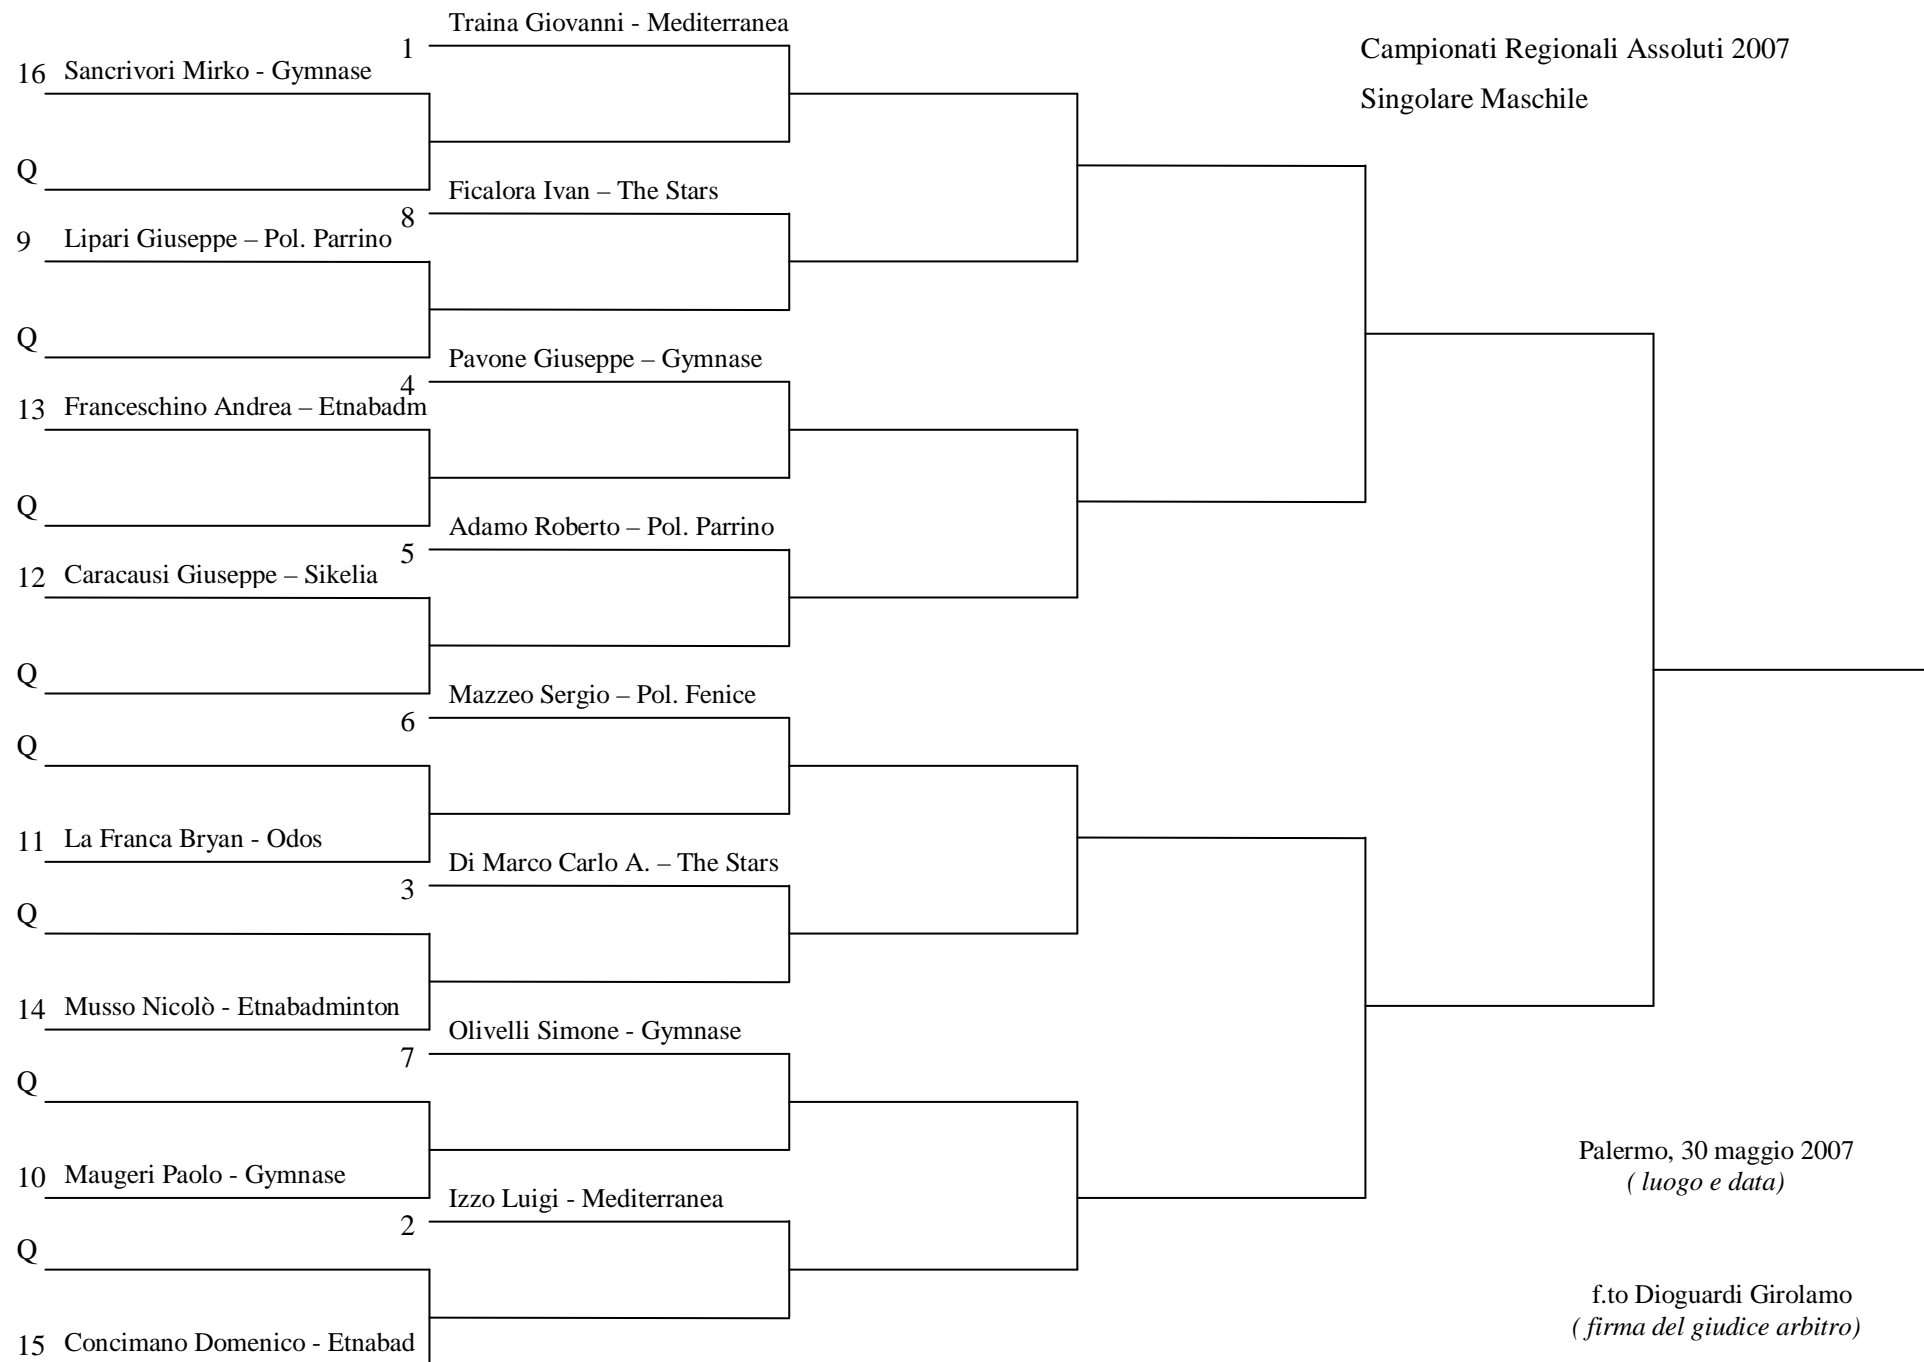 Campionati Regionali Assoluti 2007
Singolare Maschile
Traina Giovanni - Mediterranea
1
16 Sancrivori Mirko - Gymnase
Q
Ficalora Ivan – The Stars
8
9 Lipari Giuseppe – Pol. Parrino
Q
Pavone Giuseppe – Gymnase
4
13 Franceschino Andrea – Etnabadm
Q
Adamo Roberto – Pol. Parrino
5
12 Caracausi Giuseppe – Sikelia
Q
Mazzeo Sergio – Pol. Fenice
6
Q
11 La Franca Bryan - Odos
Di Marco Carlo A. – The Stars
3
Q
14 Musso Nicolò - Etnabadminton
Olivelli Simone - Gymnase
7
Q
10 Maugeri Paolo - Gymnase
Izzo Luigi - Mediterranea
2
Q
15 Concimano Domenico - Etnabad
Palermo, 30 maggio 2007
( luogo e data)
f.to Dioguardi Girolamo
( firma del giudice arbitro)